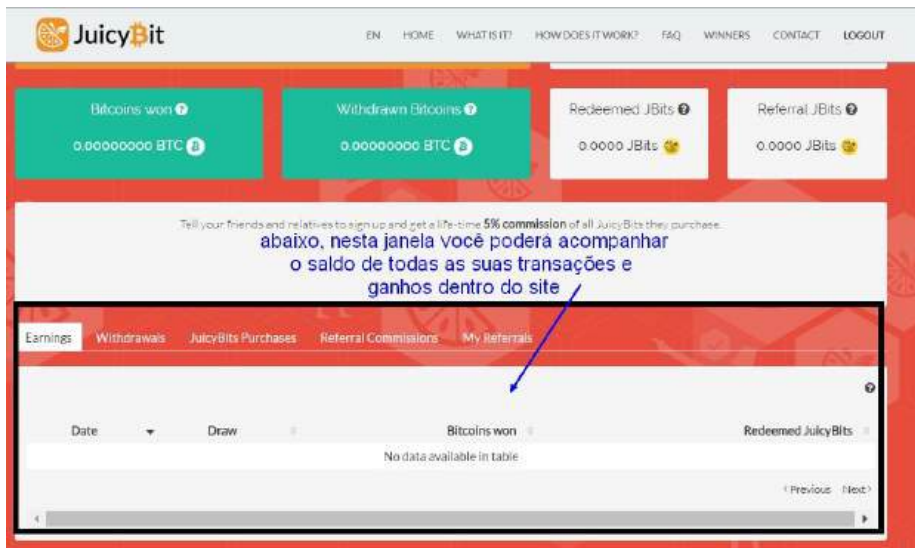 JuicyBit
EN HOME WHAT IS IT? HOW DOES IT WORK? FAQ WINNERS CONTACT LOGOUT
Bitcoins won Withdrawn Bitcoins Redeemed JBits Referral JBits
0.00000000 BTC 0.00000000 BTC 0.0000 JBits 0.0000 JBits
Tell your friends and relatives to sign up and get a life-time 5% commission of all JuicyBits they purchase.
abaixo, nesta janela você poderá acompanhar
o saldo de todas as suas transações e
ganhos dentro do site
Earnings Withdrawals JuicyBits Purchases Referral Commissions My Referrals
Date Draw Bitcoins won Redeemed JuicyBits
No data available in table
Previous Next